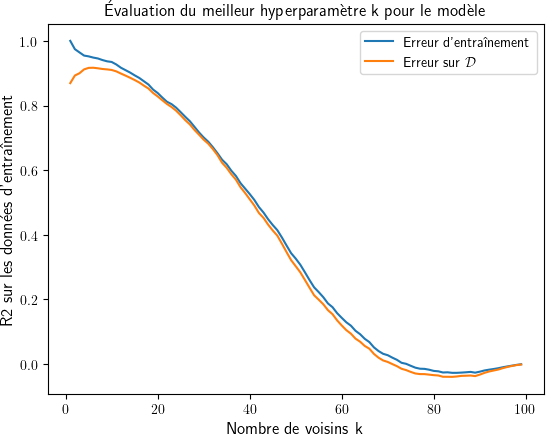 Évaluation du meilleur hyperparamètre k pour le modèle
Erreur d'entraînement
Erreur sur 𝒟
R2 sur les données d'entraînement
1.0
0.8
0.6
0.4
0.2
0.0
0 20 40 60 80 100
Nombre de voisins k